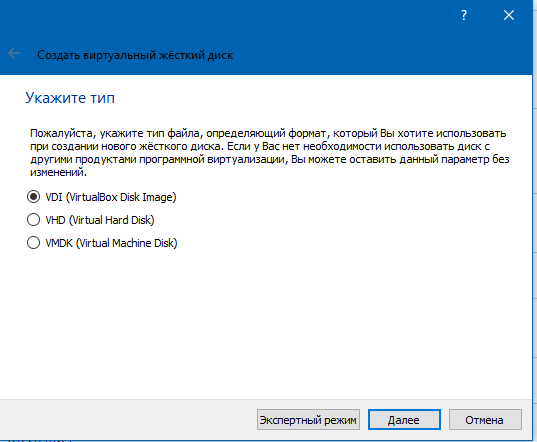 ?
Создать виртуальный жёсткий диск
Укажите тип
Пожалуйста, укажите тип файла, определяющий формат, который Вы хотите использовать
при создании нового жёсткого диска. Если у Вас нет необходимости использовать диск с
другими продуктами программной виртуализации, Вы можете оставить данный параметр без
изменений.
VDI (VirtualBox Disk Image)
VHD (Virtual Hard Disk)
VMDK (Virtual Machine Disk)
Экспертный режим
Далее
Отмена